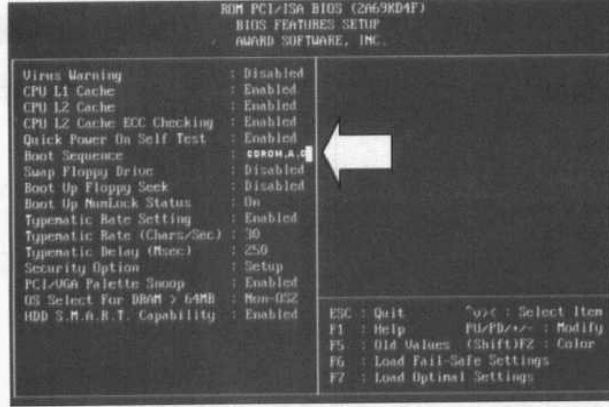 ROM PCI/ISA BIOS (2A69KD4F)
BIOS FEATURES SETUP
AWARD SOFTWARE, INC.
Virus Warning : Disabled
CPU L1 Cache : Enabled
CPU L2 Cache : Enabled
CPU L2 Cache ECC Checking : Enabled
Quick Power On Self Test : Enabled
Boot Sequence : CDROM,A,C
Swap Floppy Drive : Disabled
Boot Up Floppy Seek : Disabled
Boot Up NumLock Status : On
Typematic Rate Setting : Enabled
Typematic Rate (Chars/Sec) : 30
Typematic Delay (Msec) : 250
Security Option : Setup
PCI/VGA Palette Snoop : Enabled
OS Select For DRAM > 64MB : Non-OS2
HDD S.M.A.R.T. Capability : Enabled
ESC : Quit ^v>< : Select Item
F1 : Help PU/PD/+/- : Modify
F5 : Old Values (Shift)F2 : Color
F6 : Load Fail-Safe Settings
F7 : Load Optimal Settings